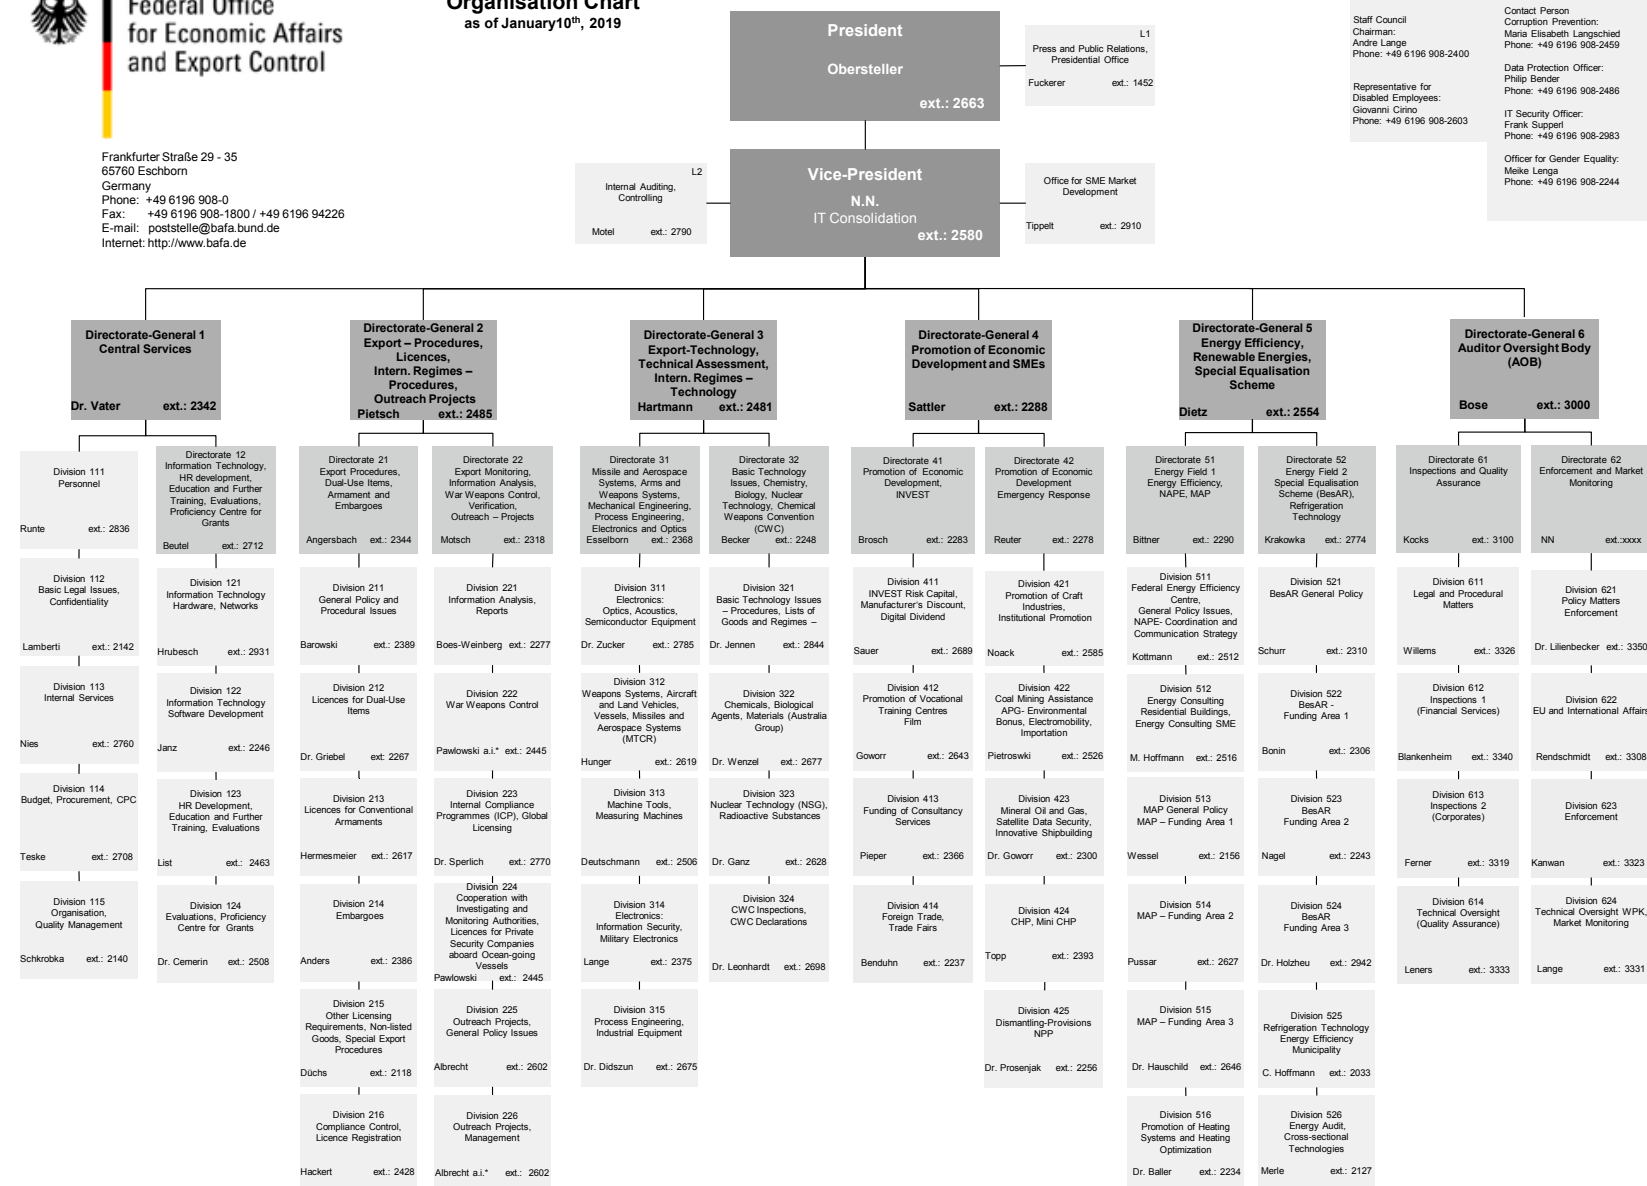 Federal Office
for Economic Affairs
and Export Control
Organisation Chart
as of January10th, 2019
Frankfurter Straße 29 - 35
65760 Eschborn
Germany
Phone: +49 6196 908-0
Fax: +49 6196 908-1800 / +49 6196 94226
E-mail: poststelle@bafa.bund.de
Internet: http://www.bafa.de
President
Obersteller
ext.: 2663
L1
Press and Public Relations,
Presidential Office
Fuckerer ext.: 1452
Staff Council
Chairman:
Andre Lange
Phone: +49 6196 908-2400
Representative for
Disabled Employees:
Giovanni Cirino
Phone: +49 6196 908-2603
Contact Person
Corruption Prevention:
Maria Elisabeth Langschied
Phone: +49 6196 908-2459
Data Protection Officer:
Philip Bender
Phone: +49 6196 908-2486
IT Security Officer:
Frank Supperl
Phone: +49 6196 908-2983
Officer for Gender Equality:
Meike Lenga
Phone: +49 6196 908-2244
L2
Internal Auditing,
Controlling
Motel ext.: 2790
Vice-President
N.N.
IT Consolidation
ext.: 2580
Office for SME Market
Development
Tippelt ext.: 2910
Directorate-General 1
Central Services
Dr. Vater ext.: 2342
Directorate-General 2
Export – Procedures,
Licences,
Intern. Regimes –
Procedures,
Outreach Projects
Pietsch ext.: 2485
Directorate-General 3
Export-Technology,
Technical Assessment,
Intern. Regimes –
Technology
Hartmann ext.: 2481
Directorate-General 4
Promotion of Economic
Development and SMEs
Sattler ext.: 2288
Directorate-General 5
Energy Efficiency,
Renewable Energies,
Special Equalisation
Scheme
Dietz ext.: 2554
Directorate-General 6
Auditor Oversight Body
(AOB)
Bose ext.: 3000
Division 111
Personnel
Runte ext.: 2836
Division 112
Basic Legal Issues,
Confidentiality
Lamberti ext.: 2142
Division 113
Internal Services
Nies ext.: 2760
Division 114
Budget, Procurement, CPC
Teske ext.: 2708
Division 115
Organisation,
Quality Management
Schkrobka ext.: 2140
Directorate 12
Information Technology,
HR development,
Education and Further
Training, Evaluations,
Proficiency Centre for
Grants
Beutel ext.: 2712
Division 121
Information Technology
Hardware, Networks
Hrubesch ext.: 2931
Division 122
Information Technology
Software Development
Janz ext.: 2246
Division 123
HR Development,
Education and Further
Training, Evaluations
List ext.: 2463
Division 124
Evaluations, Proficiency
Centre for Grants
Dr. Cemerin ext.: 2508
Directorate 21
Export Procedures,
Dual-Use Items,
Armament and
Embargoes
Angersbach ext.: 2344
Division 211
General Policy and
Procedural Issues
Barowski ext.: 2389
Division 212
Licences for Dual-Use
Items
Dr. Griebel ext.: 2267
Division 213
Licences for Conventional
Armaments
Hermesmeier ext.: 2617
Division 214
Embargoes
Anders ext.: 2386
Division 215
Other Licensing
Requirements, Non-listed
Goods, Special Export
Procedures
Düchs ext.: 2118
Division 216
Compliance Control,
Licence Registration
Hackert ext.: 2428
Directorate 22
Export Monitoring,
Information Analysis,
War Weapons Control,
Verification,
Outreach – Projects
Motsch ext.: 2318
Division 221
Information Analysis,
Reports
Boes-Weinberg ext.: 2277
Division 222
War Weapons Control
Pawlowski a.i.* ext.: 2445
Division 223
Internal Compliance
Programmes (ICP), Global
Licensing
Dr. Sperlich ext.: 2770
Division 224
Cooperation with
Investigating and
Monitoring Authorities,
Licences for Private
Security Companies
aboard Ocean-going
Vessels
Pawlowski ext.: 2445
Division 225
Outreach Projects,
General Policy Issues
Albrecht ext.: 2602
Division 226
Outreach Projects,
Management
Albrecht a.i.* ext.: 2602
Directorate 31
Missile and Aerospace
Systems, Arms and
Weapons Systems,
Mechanical Engineering,
Process Engineering,
Electronics and Optics
Esselborn ext.: 2368
Division 311
Electronics:
Optics, Acoustics,
Semiconductor Equipment
Dr. Zucker ext.: 2785
Division 312
Weapons Systems, Aircraft
and Land Vehicles,
Vessels, Missiles and
Aerospace Systems
(MTCR)
Hunger ext.: 2619
Division 313
Machine Tools,
Measuring Machines
Deutschmann ext.: 2506
Division 314
Electronics:
Information Security,
Military Electronics
Lange ext.: 2375
Division 315
Process Engineering,
Industrial Equipment
Dr. Didszun ext.: 2675
Directorate 32
Basic Technology
Issues, Chemistry,
Biology, Nuclear
Technology, Chemical
Weapons Convention
(CWC)
Becker ext.: 2248
Division 321
Basic Technology Issues
– Procedures, Lists of
Goods and Regimes –
Dr. Jennen ext.: 2844
Division 322
Chemicals, Biological
Agents, Materials (Australia
Group)
Dr. Wenzel ext.: 2677
Division 323
Nuclear Technology (NSG),
Radioactive Substances
Dr. Ganz ext.: 2628
Division 324
CWC Inspections,
CWC Declarations
Dr. Leonhardt ext.: 2698
Directorate 41
Promotion of Economic
Development,
INVEST
Brosch ext.: 2283
Division 411
INVEST Risk Capital,
Manufacturer's Discount,
Digital Dividend
Sauer ext.: 2689
Division 412
Promotion of Vocational
Training Centres
Film
Goworr ext.: 2643
Division 413
Funding of Consultancy
Services
Pieper ext.: 2366
Division 414
Foreign Trade,
Trade Fairs
Benduhn ext.: 2237
Directorate 42
Promotion of Economic
Development
Emergency Response
Reuter ext.: 2278
Division 421
Promotion of Craft
Industries,
Institutional Promotion
Noack ext.: 2585
Division 422
Coal Mining Assistance
APG- Environmental
Bonus, Electromobility,
Importation
Pietroswki ext.: 2526
Division 423
Mineral Oil and Gas,
Satellite Data Security,
Innovative Shipbuilding
Dr. Goworr ext.: 2300
Division 424
CHP, Mini CHP
Topp ext.: 2393
Division 425
Dismantling-Provisions
NPP
Dr. Prosenjak ext.: 2256
Directorate 51
Energy Field 1
Energy Efficiency,
NAPE, MAP
Bittner ext.: 2290
Division 511
Federal Energy Efficiency
Centre,
General Policy Issues,
NAPE- Coordination and
Communication Strategy
Kottmann ext.: 2512
Division 512
Energy Consulting
Residential Buildings,
Energy Consulting SME
M. Hoffmann ext.: 2516
Division 513
MAP General Policy
MAP – Funding Area 1
Wessel ext.: 2156
Division 514
MAP – Funding Area 2
Pussar ext.: 2627
Division 515
MAP – Funding Area 3
Dr. Hauschild ext.: 2646
Division 516
Promotion of Heating
Systems and Heating
Optimization
Dr. Baller ext.: 2234
Directorate 52
Energy Field 2
Special Equalisation
Scheme (BesAR),
Refrigeration
Technology
Krakowka ext.: 2774
Division 521
BesAR General Policy
Schurr ext.: 2310
Division 522
BesAR -
Funding Area 1
Bonin ext.: 2306
Division 523
BesAR
Funding Area 2
Nagel ext.: 2243
Division 524
BesAR
Funding Area 3
Dr. Holzheu ext.: 2942
Division 525
Refrigeration Technology
Energy Efficiency
Municipality
C. Hoffmann ext.: 2033
Division 526
Energy Audit,
Cross-sectional
Technologies
Merle ext.: 2127
Directorate 61
Inspections and Quality
Assurance
Kocks ext.: 3100
Division 611
Legal and Procedural
Matters
Willems ext.: 3326
Division 612
Inspections 1
(Financial Services)
Blankenheim ext.: 3340
Division 613
Inspections 2
(Corporates)
Ferner ext.: 3319
Division 614
Technical Oversight
(Quality Assurance)
Leners ext.: 3333
Directorate 62
Enforcement and Market
Monitoring
NN ext.:xxxx
Division 621
Policy Matters
Enforcement
Dr. Lilienbecker ext.: 3350
Division 622
EU and International Affairs
Rendschmidt ext.: 3308
Division 623
Enforcement
Kanwan ext.: 3323
Division 624
Technical Oversight WPK,
Market Monitoring
Lange ext.: 3331